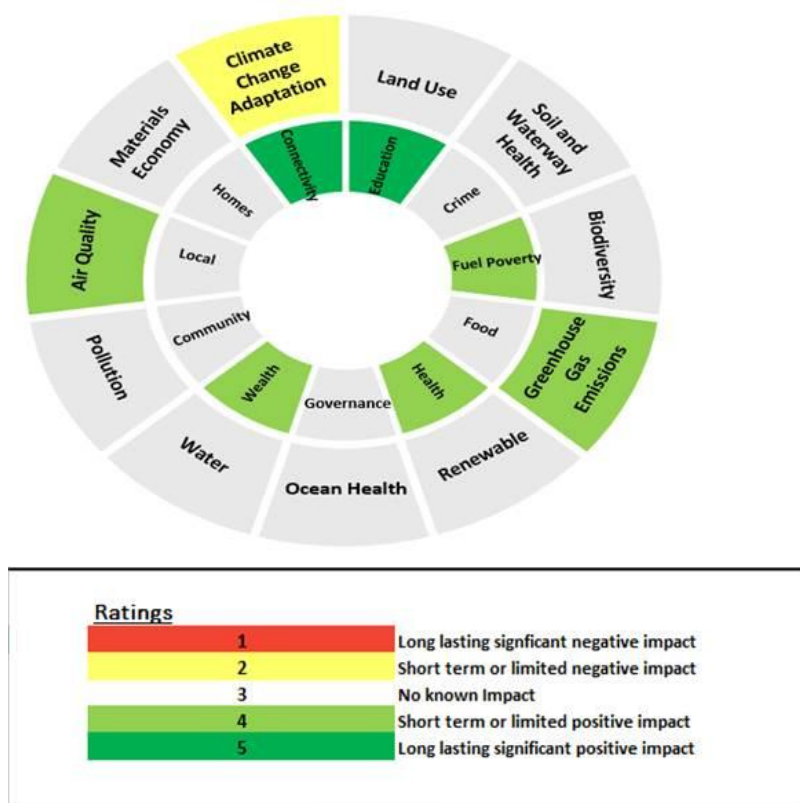 Climate
Change
Adaptation
Land Use
Soil and
Waterway
Health
Biodiversity
Greenhouse
Gas
Emissions
Renewable
Ocean Health
Water
Pollution
Air Quality
Materials
Economy
Connectivity
Education
Crime
Fuel Poverty
Food
Health
Governance
Wealth
Community
Local
Homes
Ratings
1 Long lasting signficant negative impact
2 Short term or limited negative impact
3 No known Impact
4 Short term or limited positive impact
5 Long lasting significant positive impact